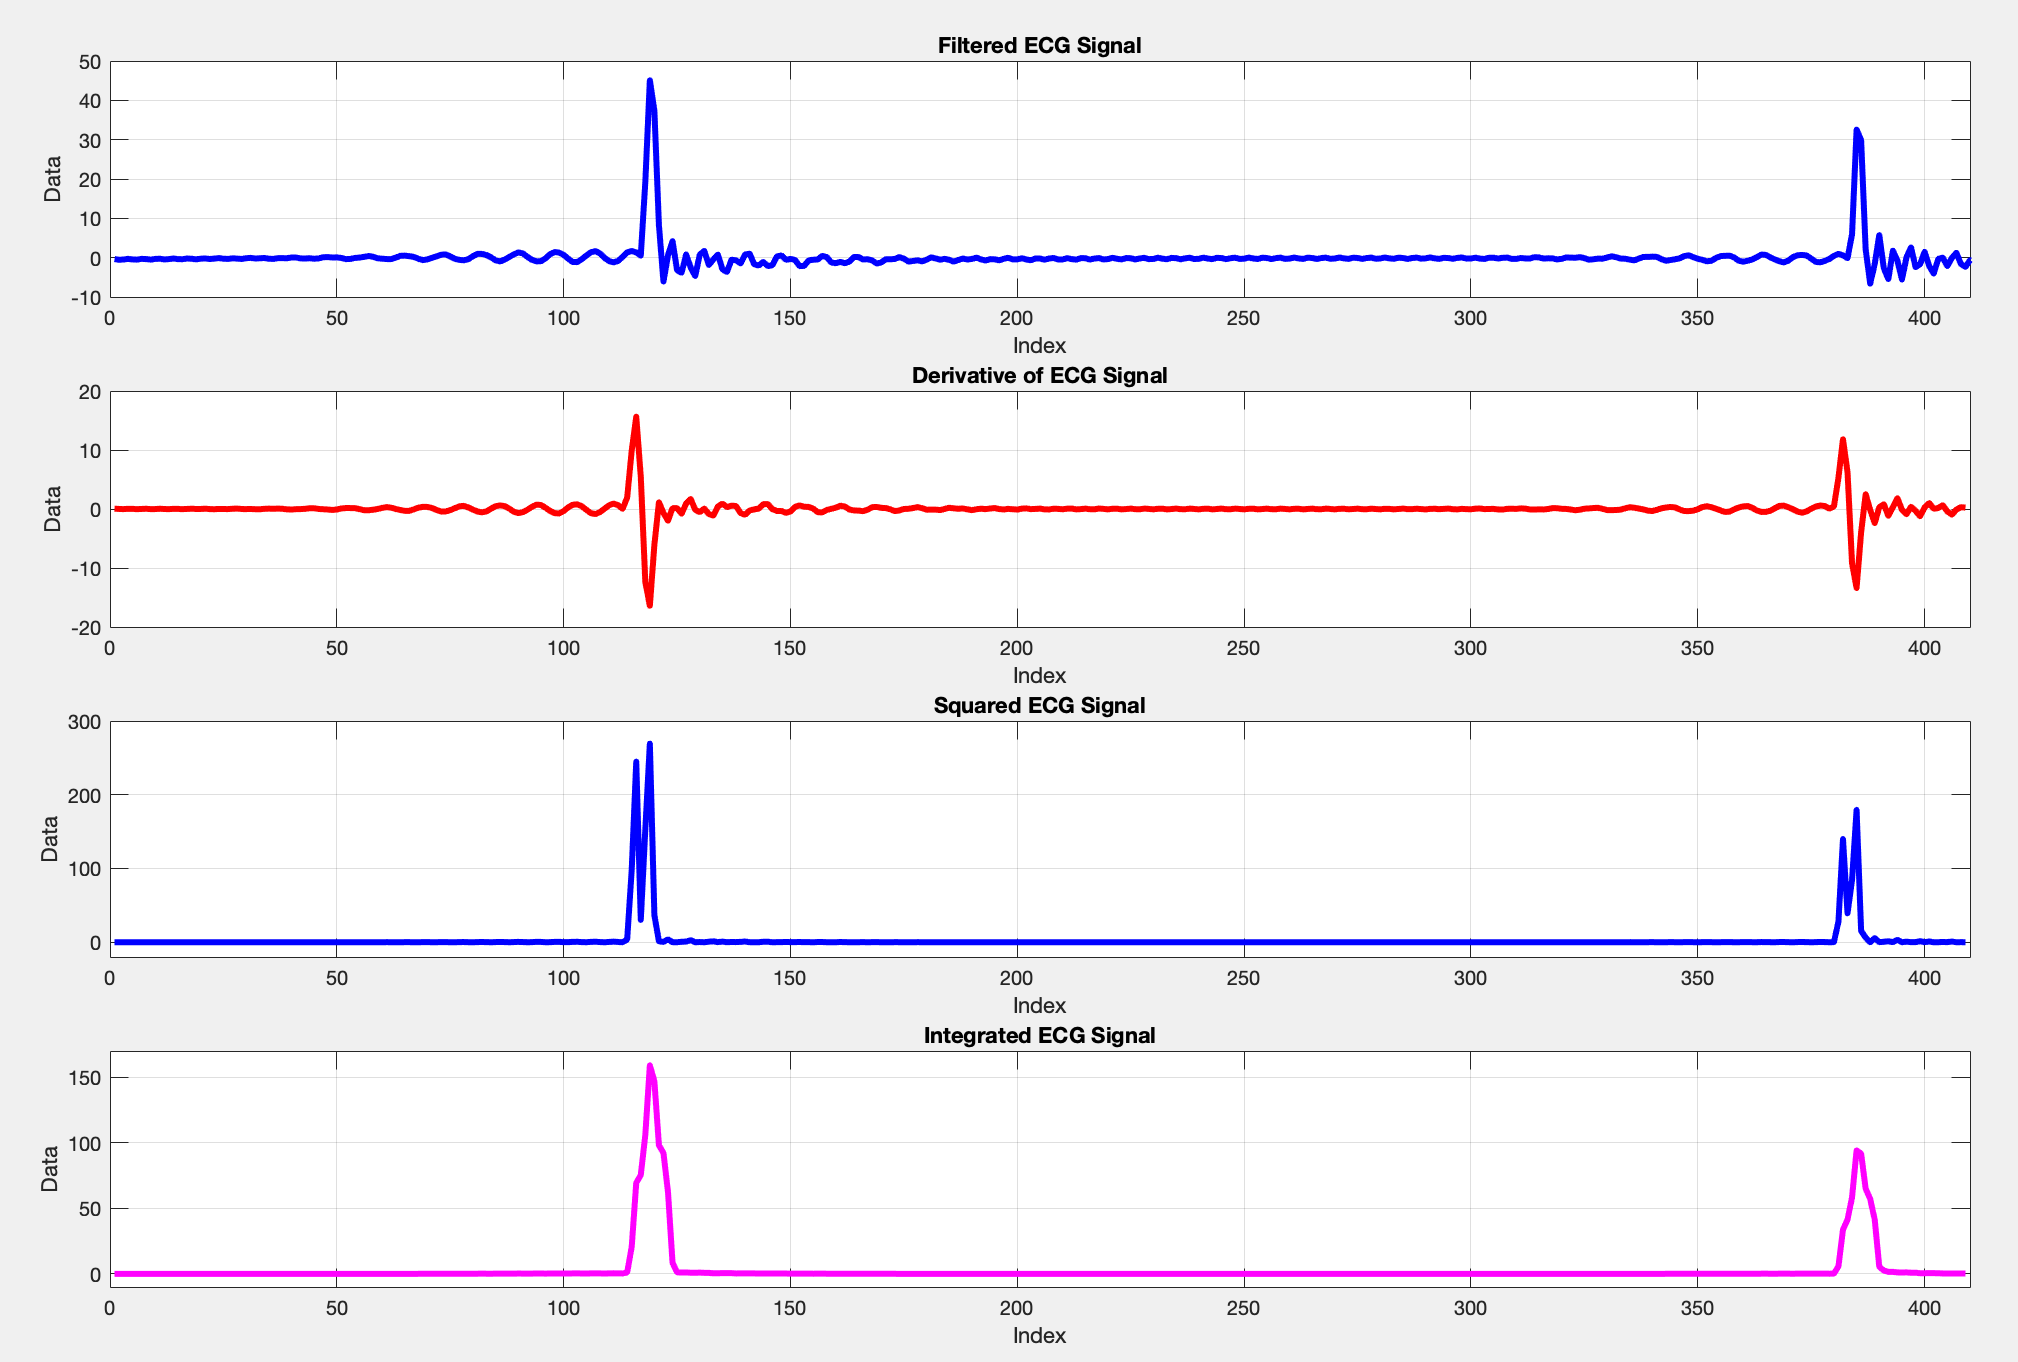 Filtered ECG Signal
50
40
30
20
10
0
-10
Data
0 50 100 150 200 250 300 350 400
Index
Derivative of ECG Signal
20
10
0
-10
-20
Data
0 50 100 150 200 250 300 350 400
Index
Squared ECG Signal
300
200
100
0
Data
0 50 100 150 200 250 300 350 400
Index
Integrated ECG Signal
150
100
50
0
Data
0 50 100 150 200 250 300 350 400
Index